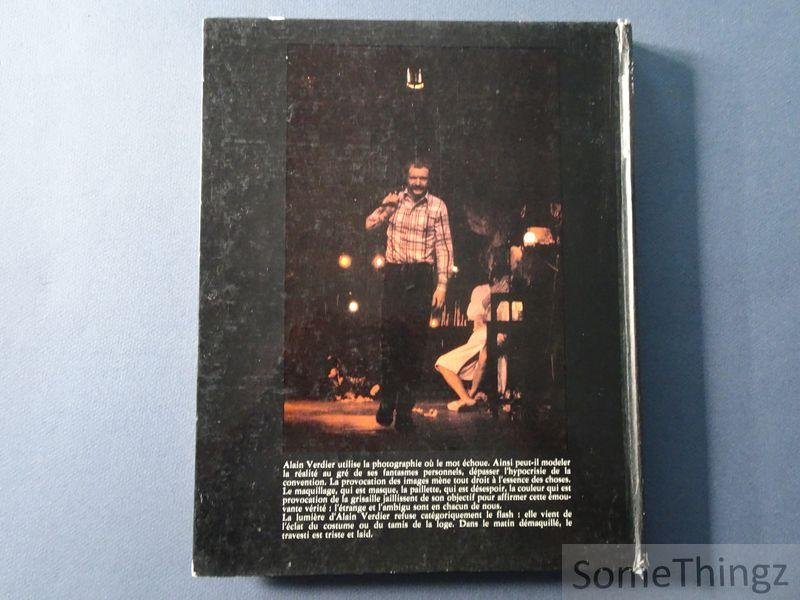 Alain Verdier utilise la photographie où le mot échoue. Ainsi peut-il modeler
la réalité au gré de ses fantasmes personnels, dépasser l'hypocrisie de la
convention. La provocation des images mène tout droit à l'essence des choses.
Le maquillage, qui est masque, la paillette, qui est désespoir, la couleur qui est
provocation de la grisaille jaillissent de son objectif pour affirmer cette émou-
vante vérité : l'étrange et l'ambigu sont en chacun de nous.
La lumière d'Alain Verdier refuse catégoriquement le flash : elle vient de
l'éclat du costume ou du tamis de la loge. Dans le matin démaquillé, le
travesti est triste et laid.
SomeThingz